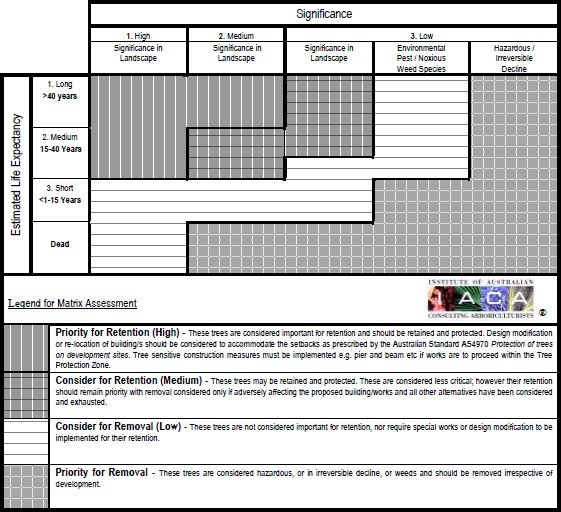 Significance
1. High
2. Medium
3. Low
Significance in
Landscape
Significance in
Landscape
Significance in
Landscape
Environmental
Pest / Noxious
Weed Species
Hazardous /
Irreversible
Decline
Estimated Life Expectancy
1. Long
>40 years
2. Medium
15-40 Years
3. Short
<1-15 Years
Dead
Legend for Matrix Assessment
INSTITUTE OF AUSTRALIAN
IACA
CONSULTING ARBORICULTURISTS
®
Priority for Retention (High) - These trees are considered important for retention and should be retained and protected. Design modification
or re-location of building/s should be considered to accommodate the setbacks as prescribed by the Australian Standard AS4970 Protection of trees
on development sites. Tree sensitive construction measures must be implemented e.g. pier and beam etc if works are to proceed within the Tree
Protection Zone.
Consider for Retention (Medium) - These trees may be retained and protected. These are considered less critical; however their retention
should remain priority with removal considered only if adversely affecting the proposed building/works and all other alternatives have been considered
and exhausted.
Consider for Removal (Low) - These trees are not considered important for retention, nor require special works or design modification to be
implemented for their retention.
Priority for Removal - These trees are considered hazardous, or in irreversible decline, or weeds and should be removed irrespective of
development.